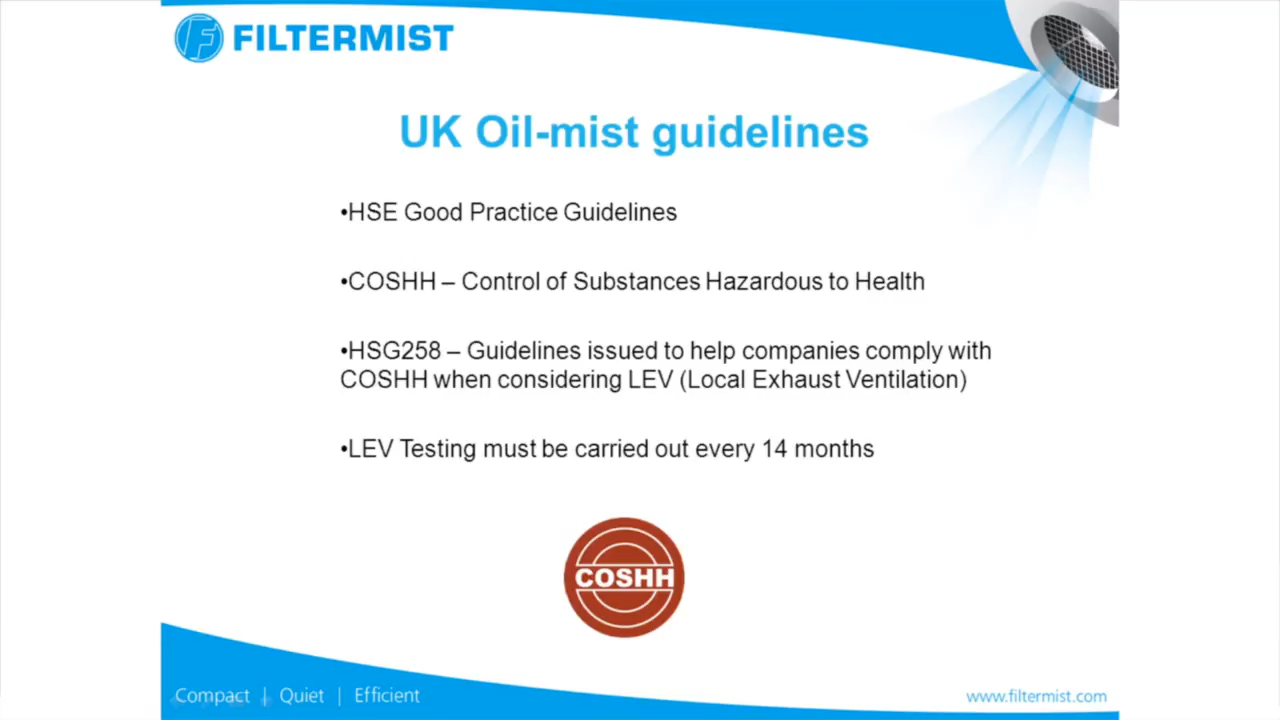 FILTERMIST
UK Oil-mist guidelines
•HSE Good Practice Guidelines
•COSHH – Control of Substances Hazardous to Health
•HSG258 – Guidelines issued to help companies comply with
COSHH when considering LEV (Local Exhaust Ventilation)
•LEV Testing must be carried out every 14 months
COSHH
Compact | Quiet | Efficient
www.filtermist.com